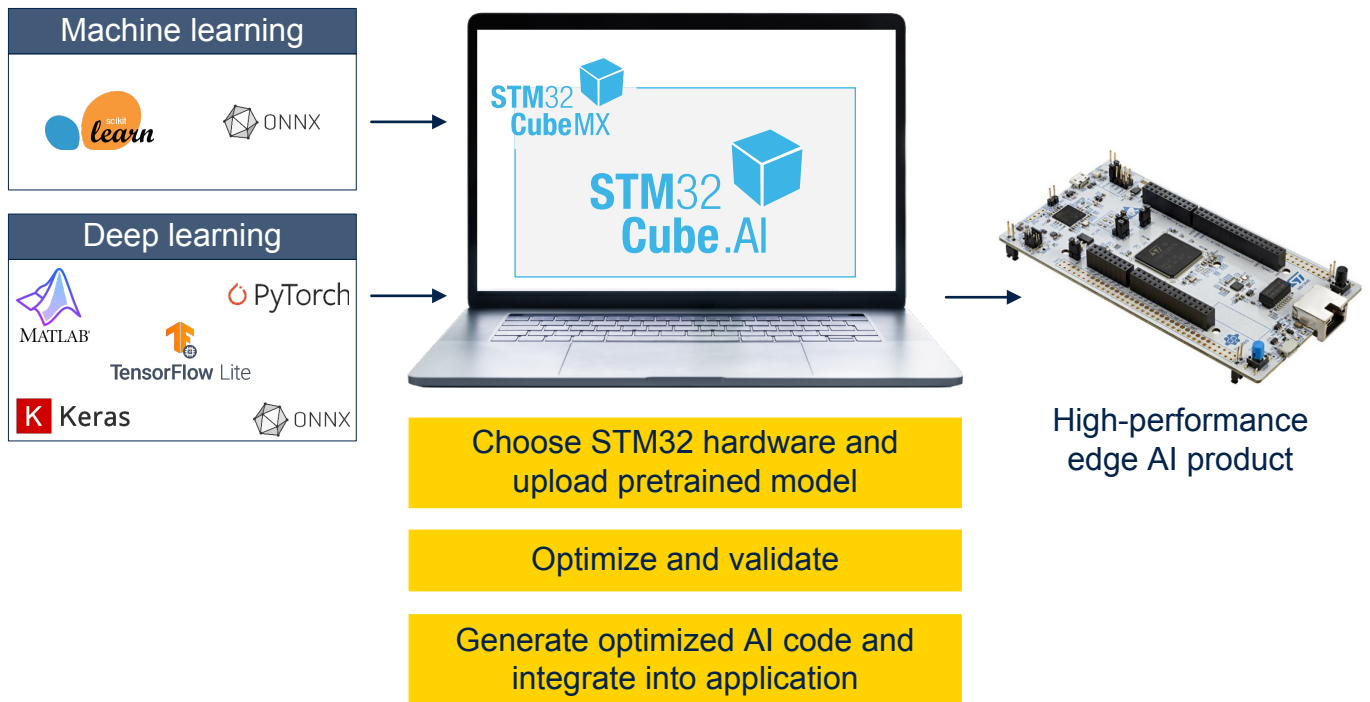 Machine learning
scikit
learn
ONNX
Deep learning
MATLAB®
PyTorch
TensorFlow Lite
K Keras
ONNX
STM32
CubeMX
STM32
Cube.AI
Choose STM32 hardware and
upload pretrained model
Optimize and validate
Generate optimized AI code and
integrate into application
High-performance
edge AI product